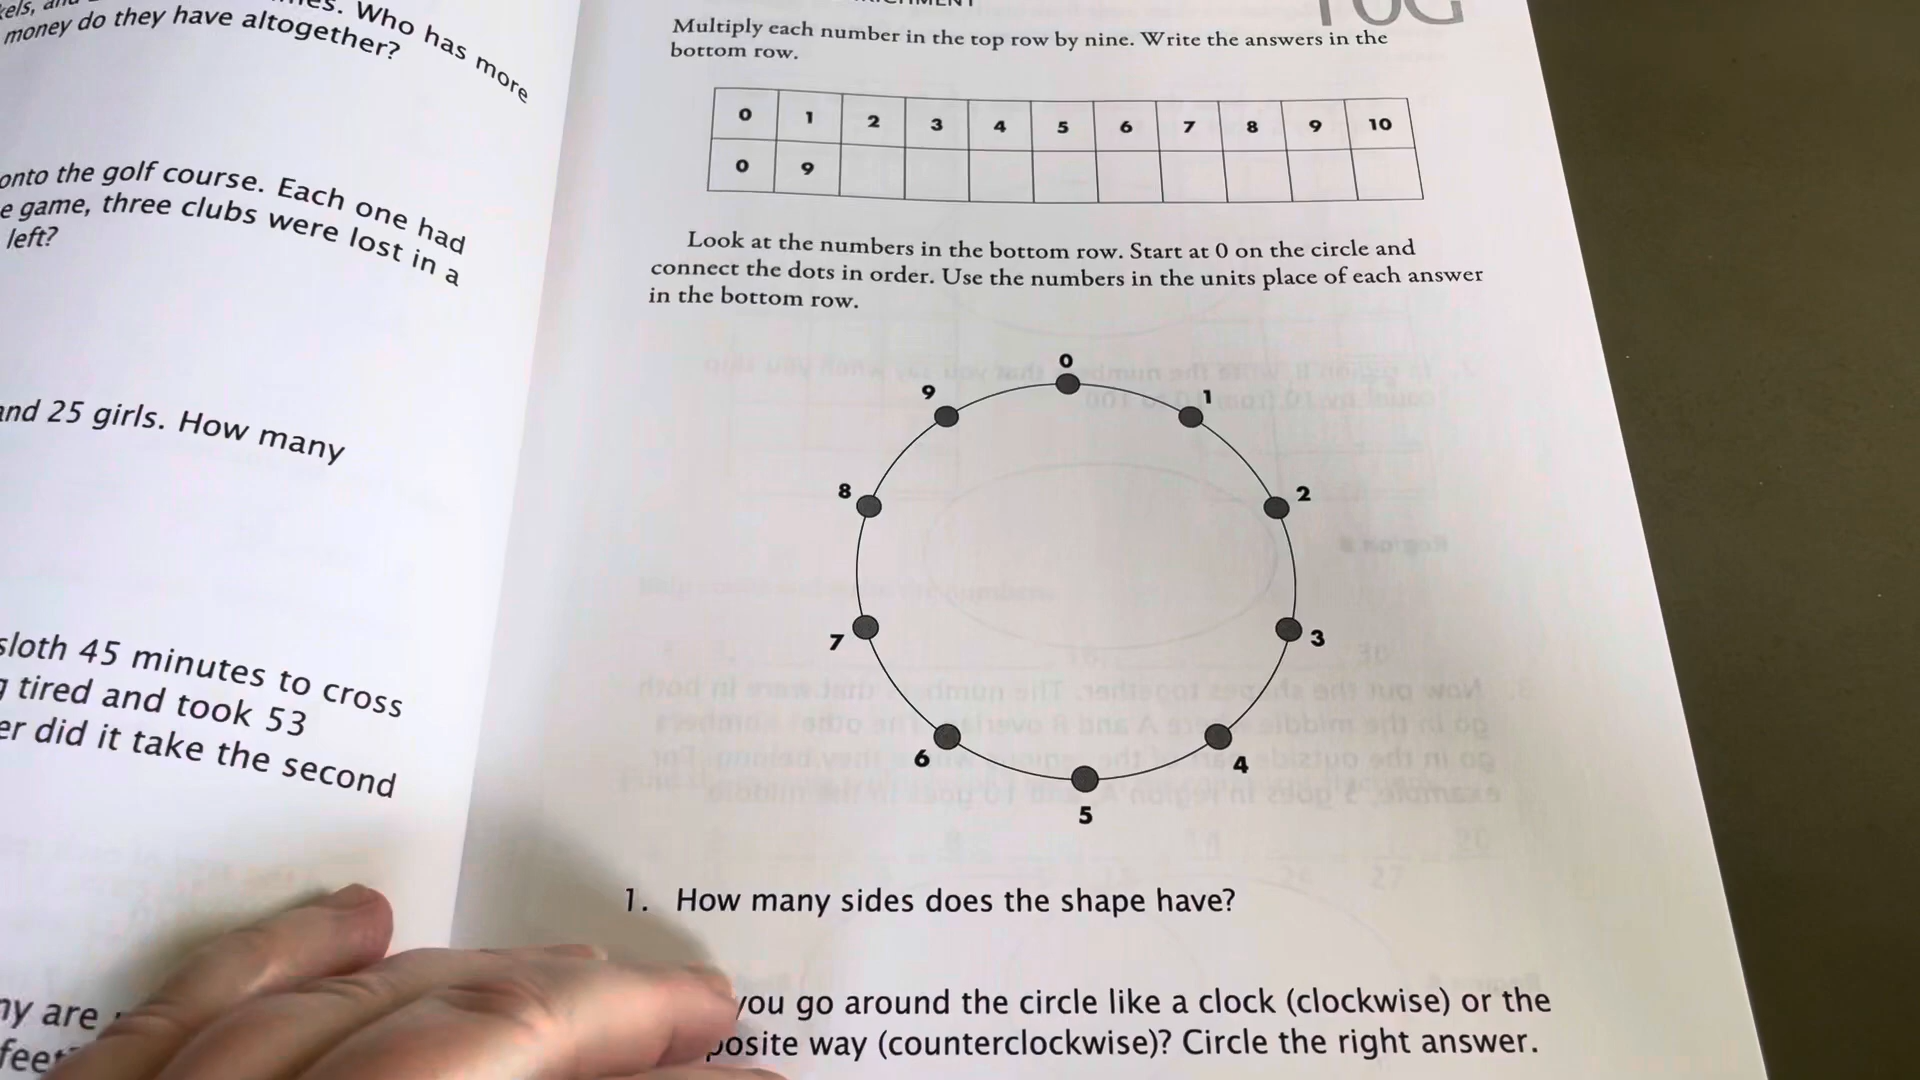 money do they have altogether?
Who has more
onto the golf course. Each one had
game, three clubs were lost in a
left?
and 25 girls. How many
sloth 45 minutes to cross
tired and took 53
did it take the second
are
Multiply each number in the top row by nine. Write the answers in the
bottom row.
0 1 2 3 4 5 6 7 8 9 10
0 9
Look at the numbers in the bottom row. Start at 0 on the circle and
connect the dots in order. Use the numbers in the units place of each answer
in the bottom row.
0
1
2
3
4
5
6
7
8
9
1. How many sides does the shape have?
you go around the circle like a clock (clockwise) or the
posite way (counterclockwise)? Circle the right answer.